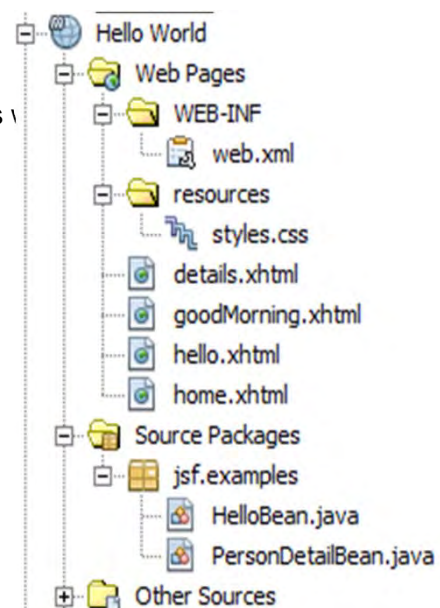 Hello World
Web Pages
WEB-INF
web.xml
resources
styles.css
details.xhtml
goodMorning.xhtml
hello.xhtml
home.xhtml
Source Packages
jsf.examples
HelloBean.java
PersonDetailBean.java
Other Sources